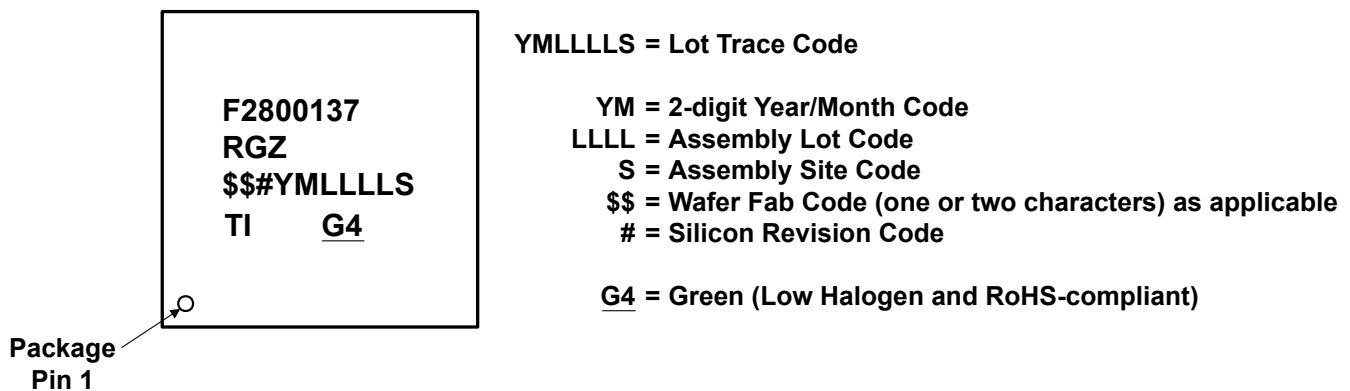 F2800137
RGZ
$$#YMLLLLS
TI G4
Package
Pin 1
YMLLLLS = Lot Trace Code
YM = 2-digit Year/Month Code
LLLL = Assembly Lot Code
S = Assembly Site Code
$$ = Wafer Fab Code (one or two characters) as applicable
# = Silicon Revision Code
G4 = Green (Low Halogen and RoHS-compliant)